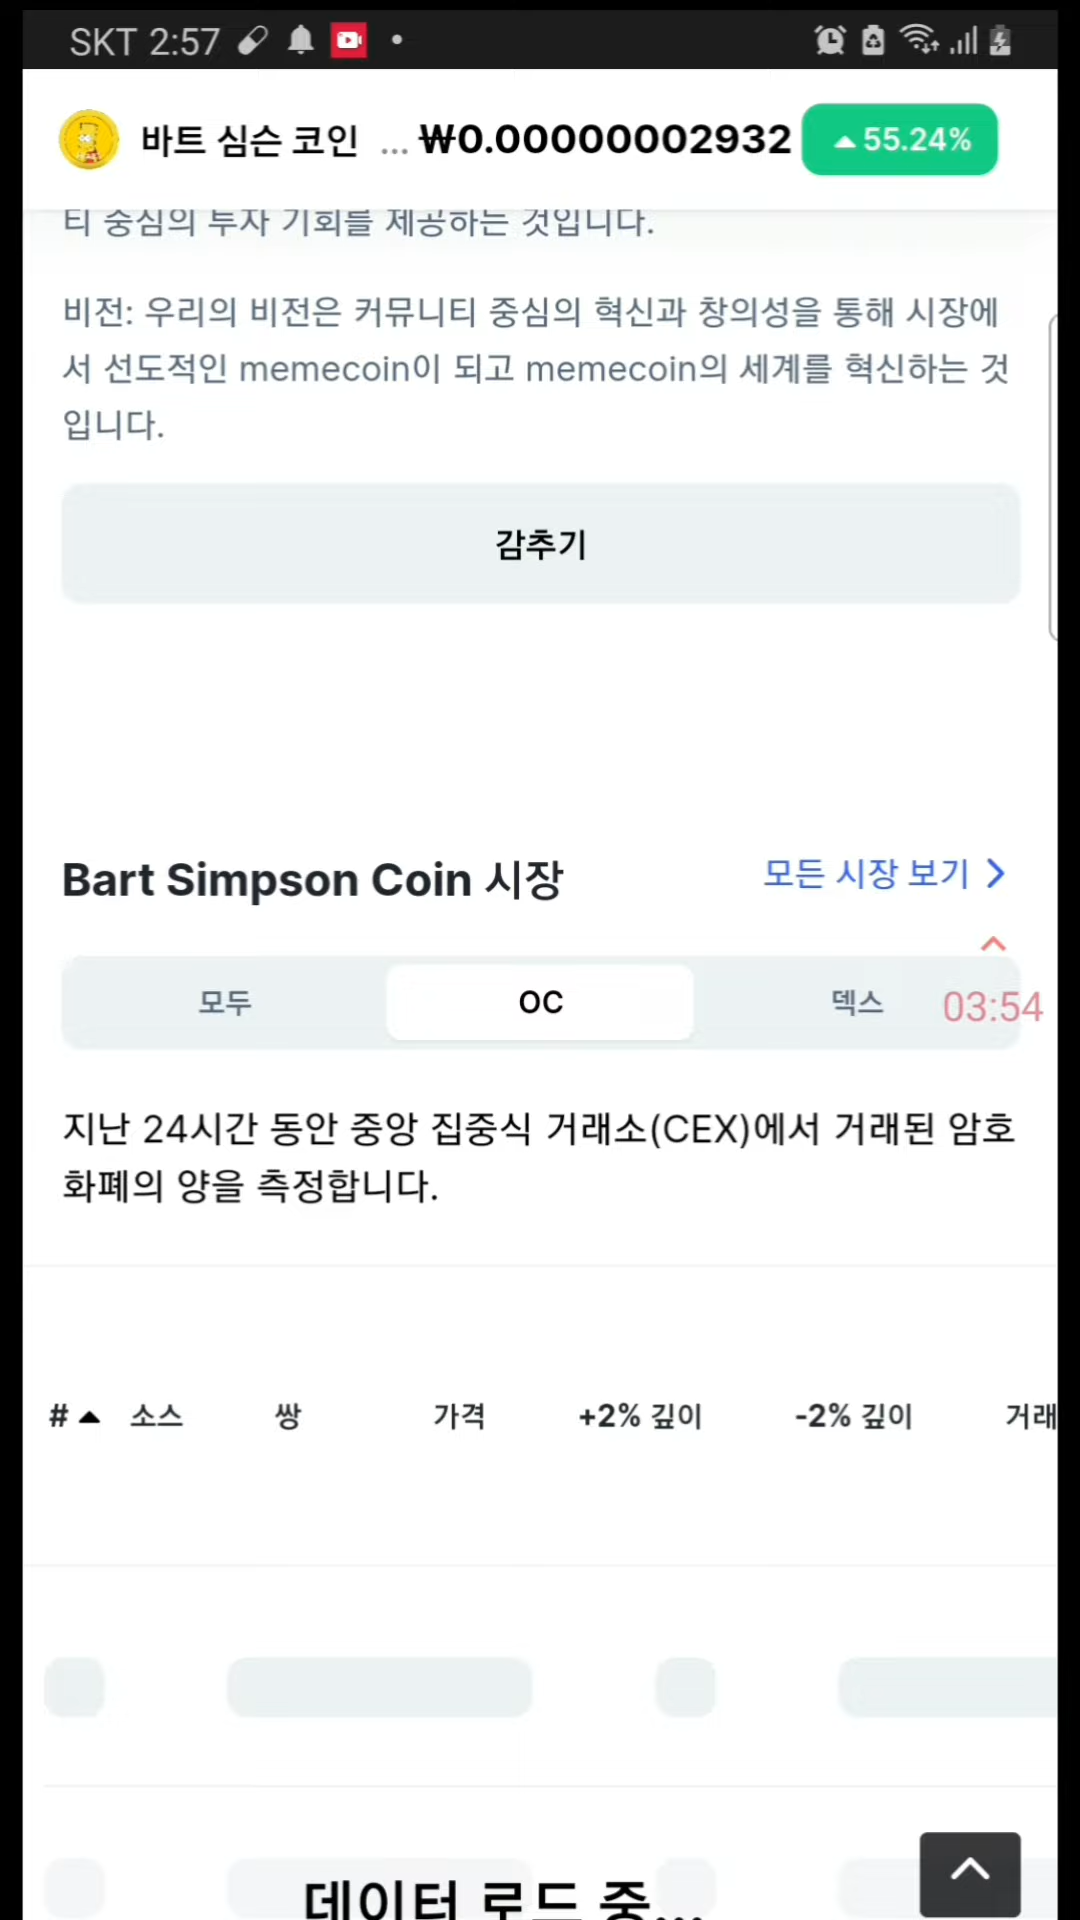 SKT 2:57
바트 심슨 코인 ... ₩0.00000002932 55.24%
티 중심의 투자 기회를 제공하는 것입니다.
비전: 우리의 비전은 커뮤니티 중심의 혁신과 창의성을 통해 시장에
서 선도적인 memecoin이 되고 memecoin의 세계를 혁신하는 것
입니다.
감추기
Bart Simpson Coin 시장 모든 시장 보기
모두 OC 덱스 03:54
지난 24시간 동안 중앙 집중식 거래소(CEX)에서 거래된 암호
화폐의 양을 측정합니다.
# 소스 쌍 가격 +2% 깊이 -2% 깊이 거래
데이터 로드 중...